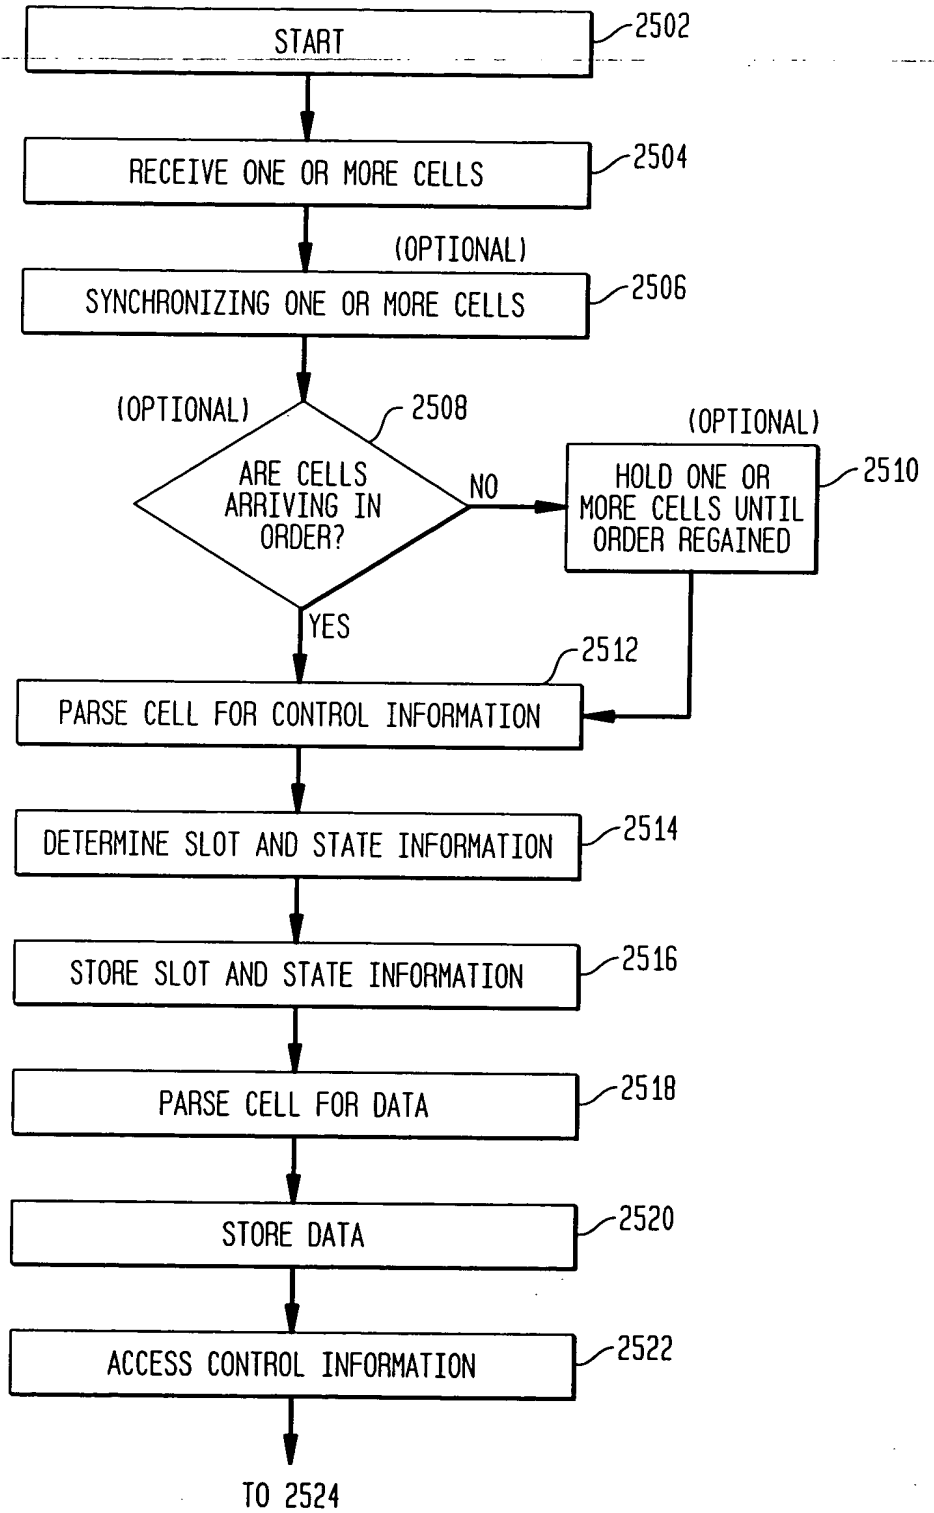 START
2502
RECEIVE ONE OR MORE CELLS
2504
(OPTIONAL)
SYNCHRONIZING ONE OR MORE CELLS
2506
(OPTIONAL)
2508
ARE CELLS
ARRIVING IN
ORDER?
NO
YES
(OPTIONAL)
HOLD ONE OR
MORE CELLS UNTIL
ORDER REGAINED
2510
2512
PARSE CELL FOR CONTROL INFORMATION
DETERMINE SLOT AND STATE INFORMATION
2514
STORE SLOT AND STATE INFORMATION
2516
PARSE CELL FOR DATA
2518
STORE DATA
2520
ACCESS CONTROL INFORMATION
2522
TO 2524